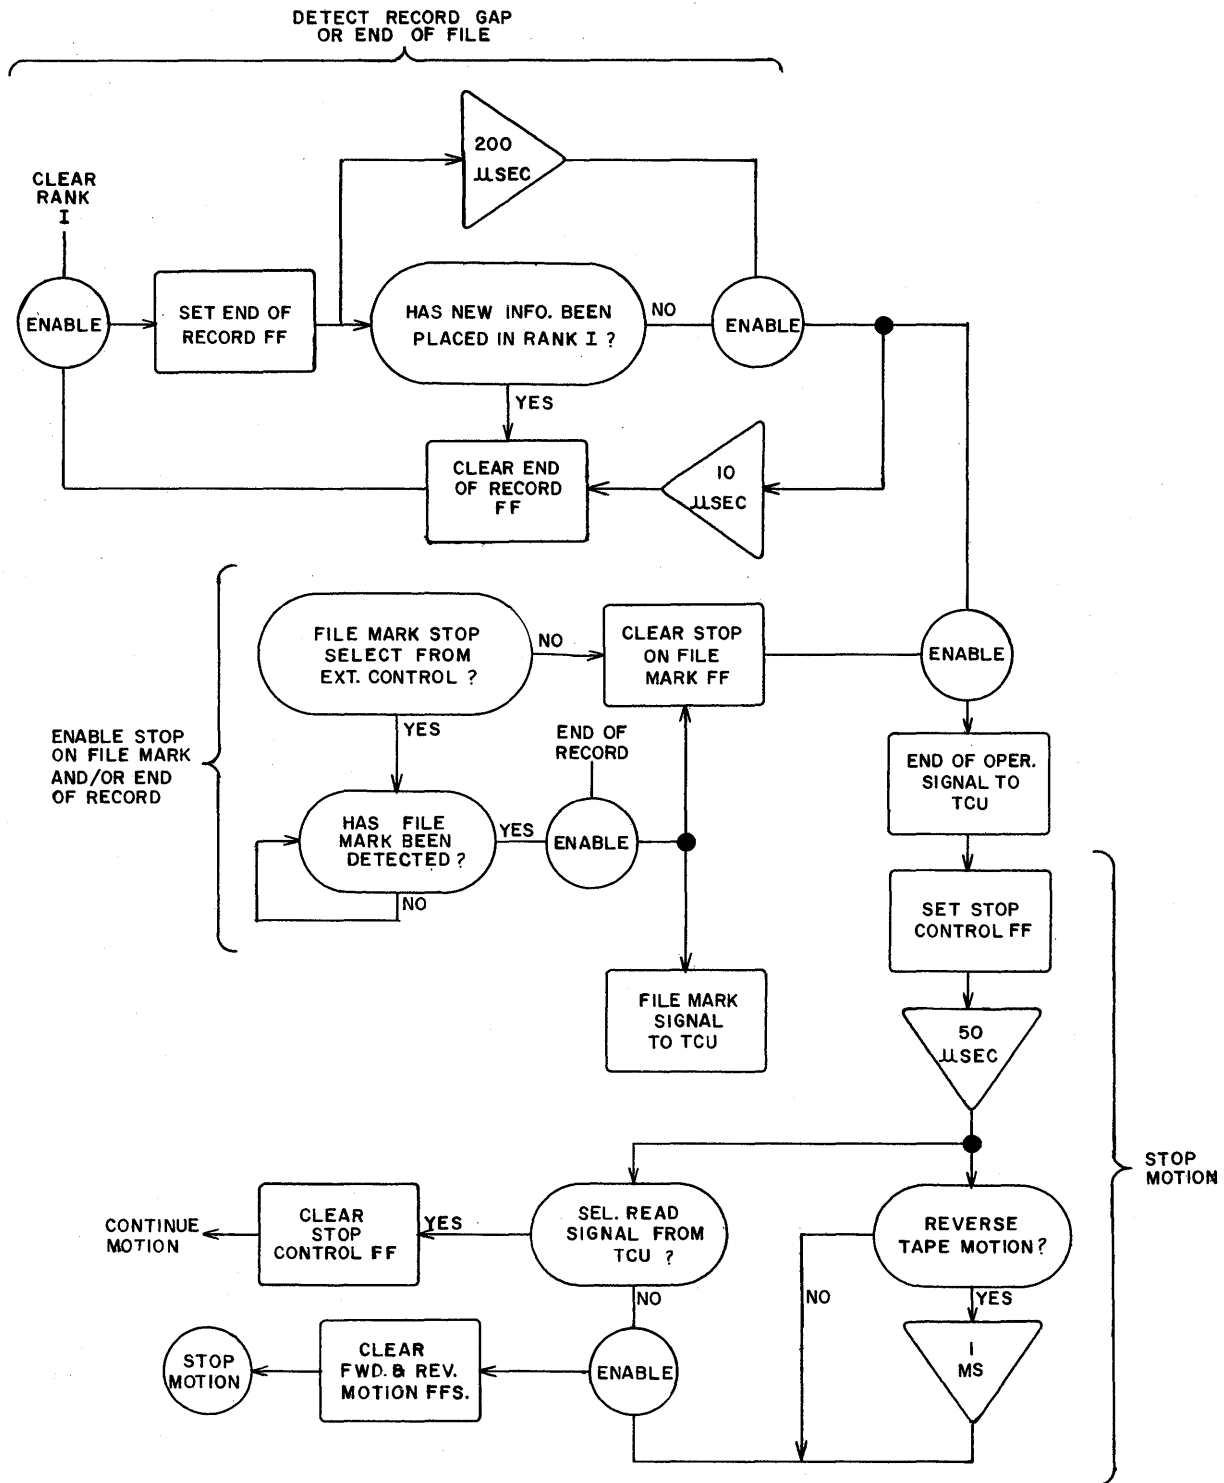 DETECT RECORD GAP
OR END OF FILE
200
µSEC
CLEAR
RANK
I
ENABLE
SET END OF
RECORD FF
HAS NEW INFO. BEEN
PLACED IN RANK I ?
NO
ENABLE
YES
CLEAR END
OF RECORD
FF
10
µSEC
FILE MARK STOP
SELECT FROM
EXT. CONTROL ?
NO
CLEAR STOP
ON FILE
MARK FF
ENABLE
YES
END OF
RECORD
ENABLE STOP
ON FILE MARK
AND/OR END
OF RECORD
END OF OPER.
SIGNAL TO
TCU
HAS FILE
MARK BEEN
DETECTED ?
YES
ENABLE
NO
SET STOP
CONTROL FF
FILE MARK
SIGNAL
TO TCU
50
µSEC
STOP
MOTION
CONTINUE
MOTION
CLEAR
STOP
CONTROL FF
YES
SEL. READ
SIGNAL FROM
TCU ?
REVERSE
TAPE MOTION?
NO
NO
YES
STOP
MOTION
CLEAR
FWD. & REV.
MOTION FFS.
ENABLE
1
MS